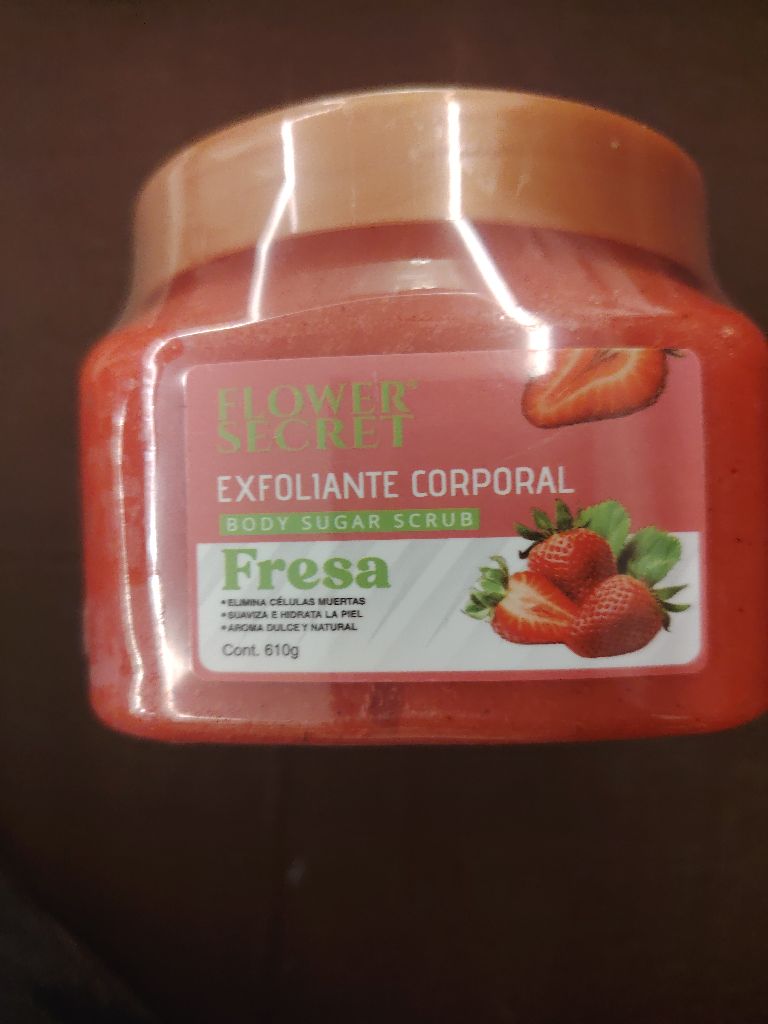 FLOWER®
SECRET
EXFOLIANTE CORPORAL
BODY SUGAR SCRUB
Fresa
• ELIMINA CÉLULAS MUERTAS
• SUAVIZA E HIDRATA LA PIEL
• AROMA DULCE Y NATURAL
Cont. 610g